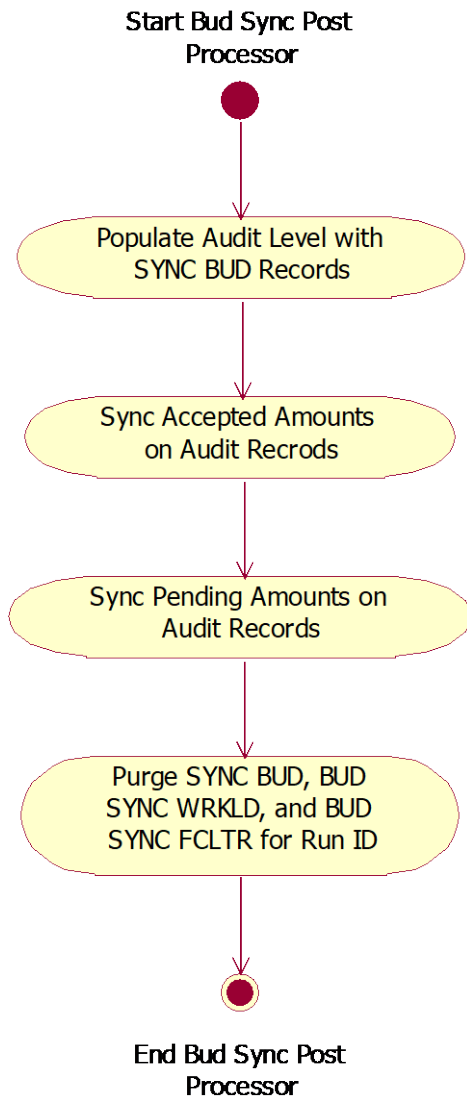 Start Bud Sync Post
Processor
Populate Audit Level with
SYNC BUD Records
Sync Accepted Amounts
on Audit Recrods
Sync Pending Amounts on
Audit Records
Purge SYNC BUD, BUD
SYNC WRKLD, and BUD
SYNC FCLTR for Run ID
End Bud Sync Post
Processor